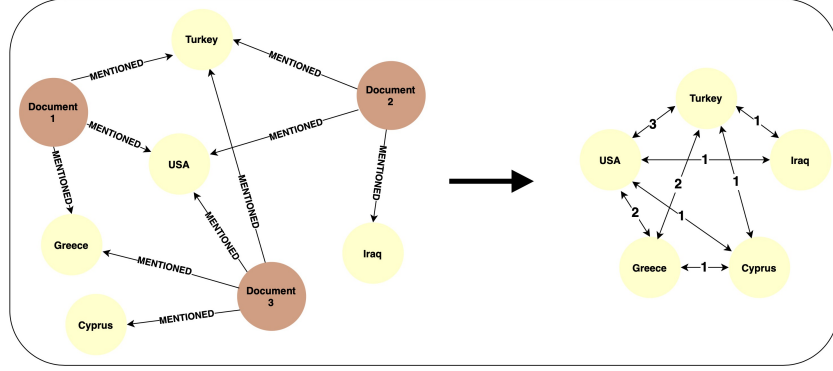 Turkey
MENTIONED
MENTIONED
Document
1
Document
2
MENTIONED
MENTIONED
USA
MENTIONED
MENTIONED
MENTIONED
MENTIONED
Greece
Iraq
MENTIONED
Document
3
Cyprus
MENTIONED
Turkey
3
1
USA
1
Iraq
2
1
2
1
Greece
1
Cyprus